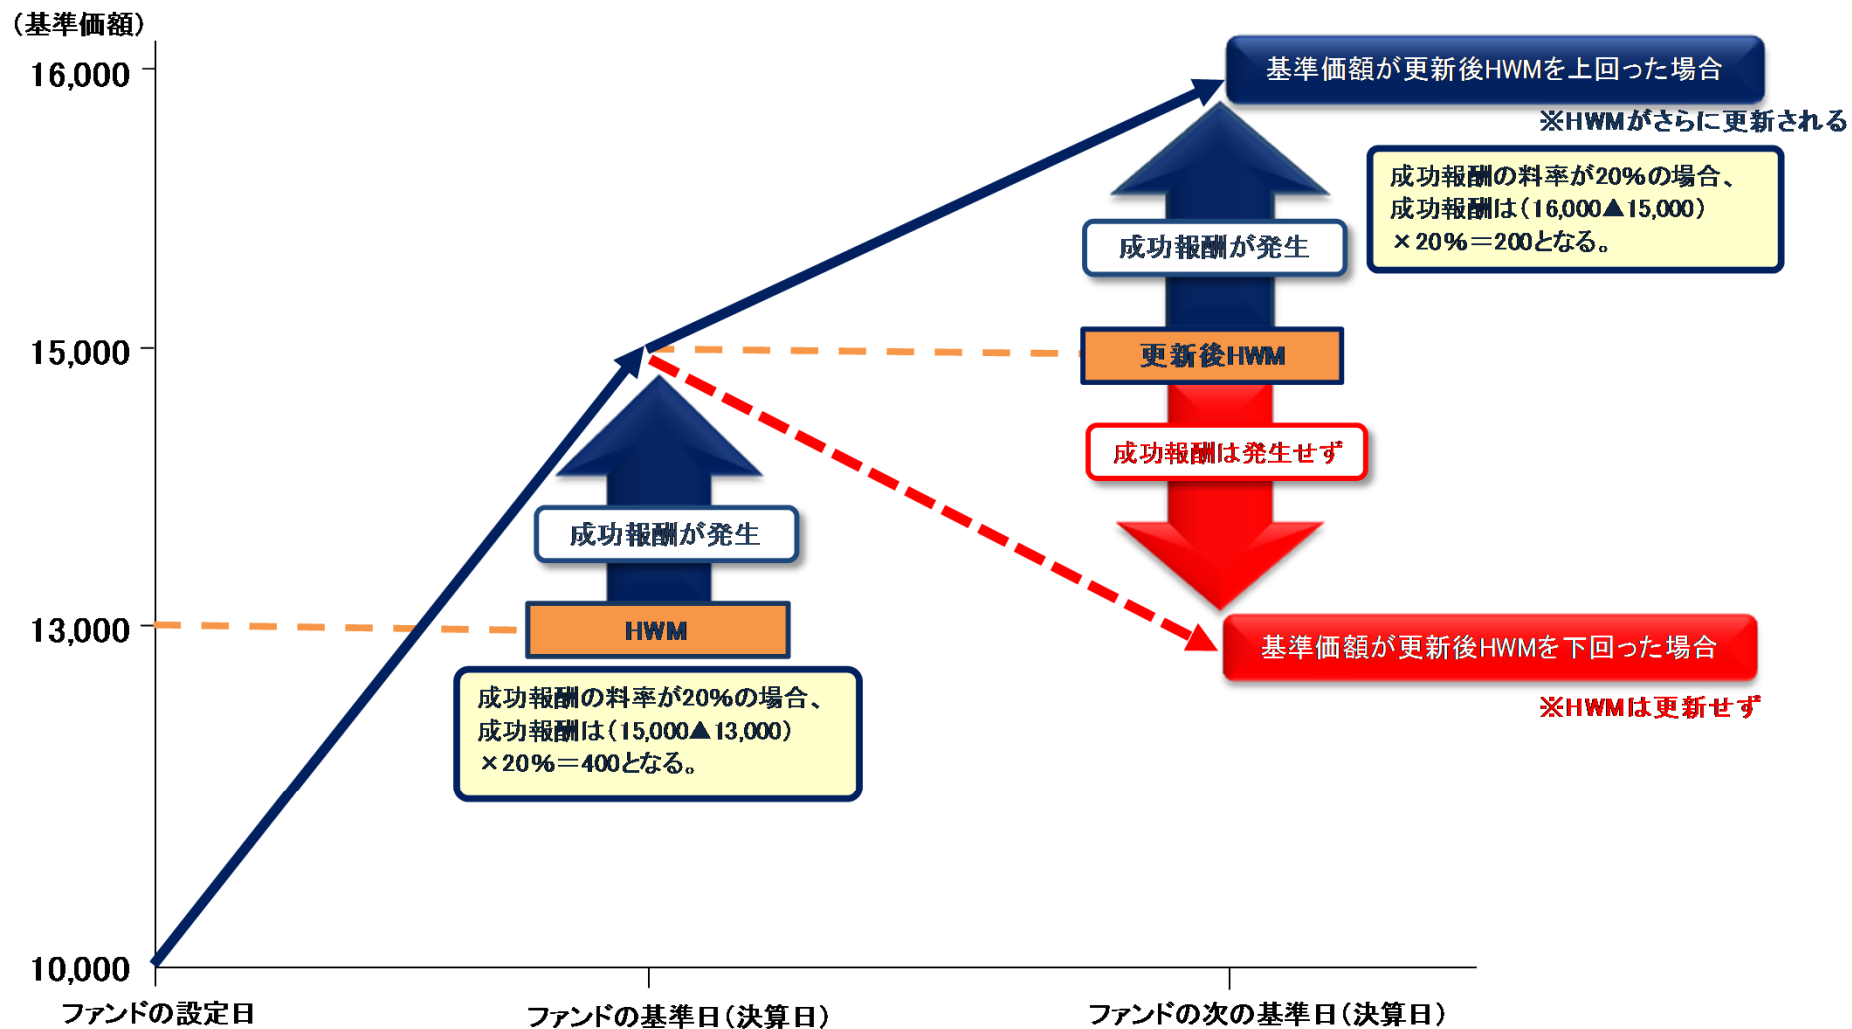 (基準価額)
16,000
基準価額が更新後HWMを上回った場合
※HWMがさらに更新される
成功報酬の料率が20%の場合、
成功報酬は(16,000▲15,000)
×20%=200となる。
成功報酬が発生
15,000
更新後HWM
成功報酬は発生せず
成功報酬が発生
13,000
HWM
基準価額が更新後HWMを下回った場合
※HWMは更新せず
成功報酬の料率が20%の場合、
成功報酬は(15,000▲13,000)
×20%=400となる。
10,000
ファンドの設定日
ファンドの基準日(決算日)
ファンドの次の基準日(決算日)